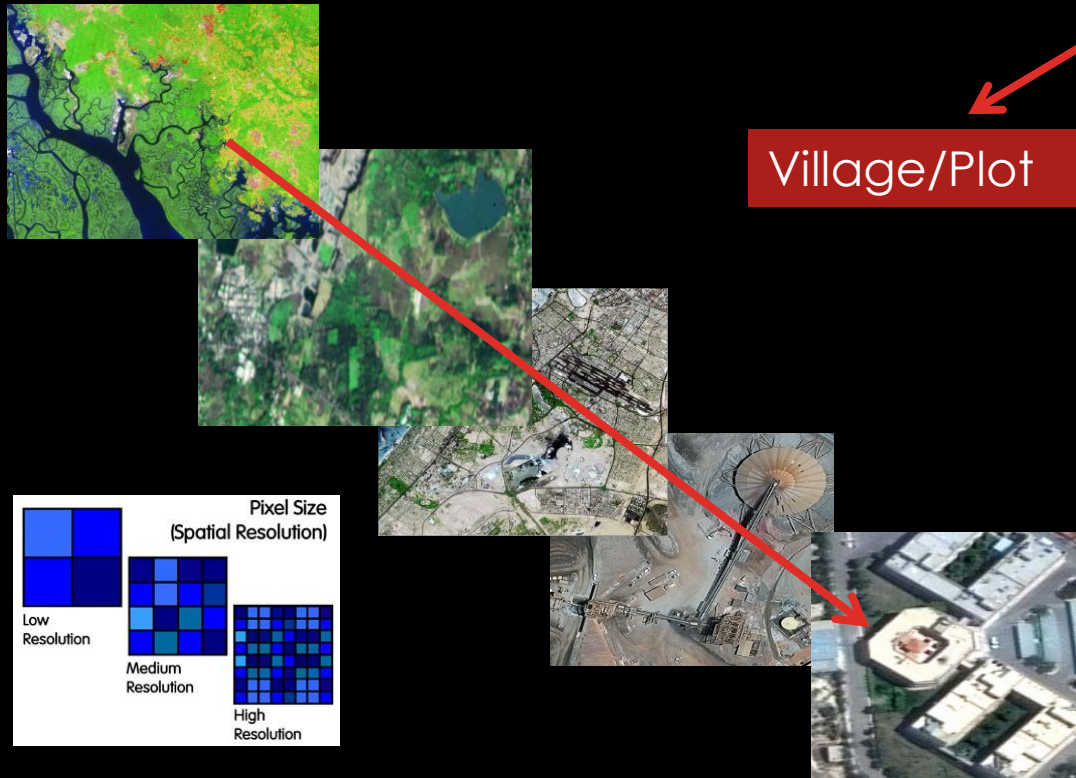 Village/Plot
Pixel Size
(Spatial Resolution)
Low
Resolution
Medium
Resolution
High
Resolution